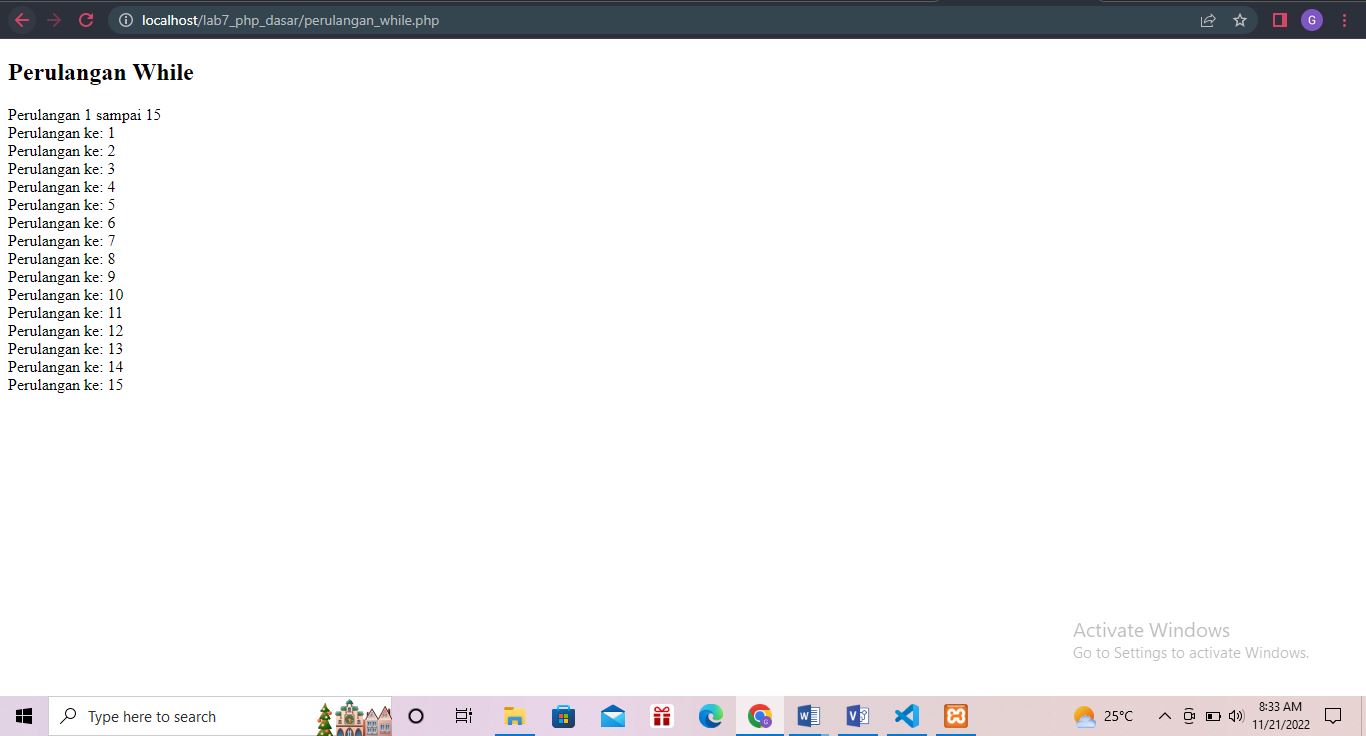 localhost/lab7_php_dasar/perulangan_while.php
G
Perulangan While
Perulangan 1 sampai 15
Perulangan ke: 1
Perulangan ke: 2
Perulangan ke: 3
Perulangan ke: 4
Perulangan ke: 5
Perulangan ke: 6
Perulangan ke: 7
Perulangan ke: 8
Perulangan ke: 9
Perulangan ke: 10
Perulangan ke: 11
Perulangan ke: 12
Perulangan ke: 13
Perulangan ke: 14
Perulangan ke: 15
Activate Windows
Go to Settings to activate Windows.
Type here to search
25°C
8:33 AM
11/21/2022